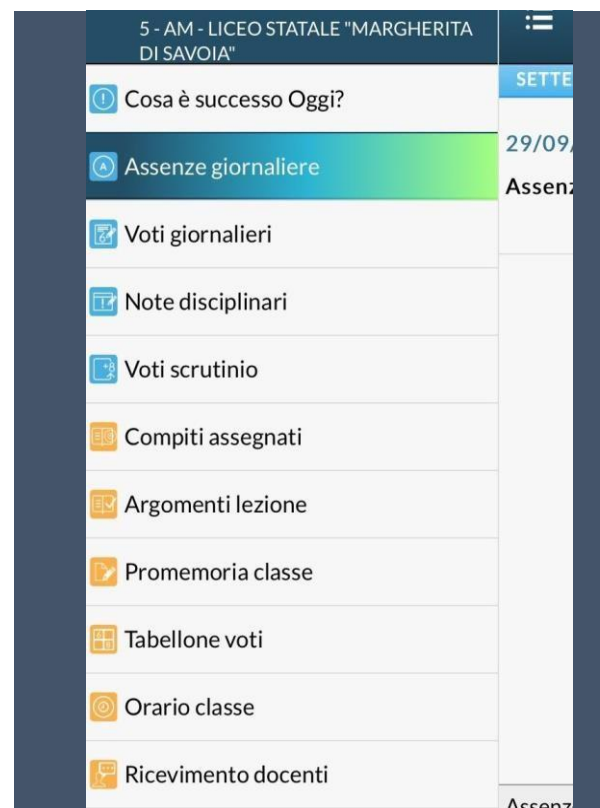 5 - AM - LICEO STATALE "MARGHERITA
DI SAVOIA"
Cosa è successo Oggi?
Assenze giornaliere
Voti giornalieri
Note disciplinari
Voti scrutinio
Compiti assegnati
Argomenti lezione
Promemoria classe
Tabellone voti
Orario classe
Ricevimento docenti
SETTE
29/09/
Assenz
Assenz